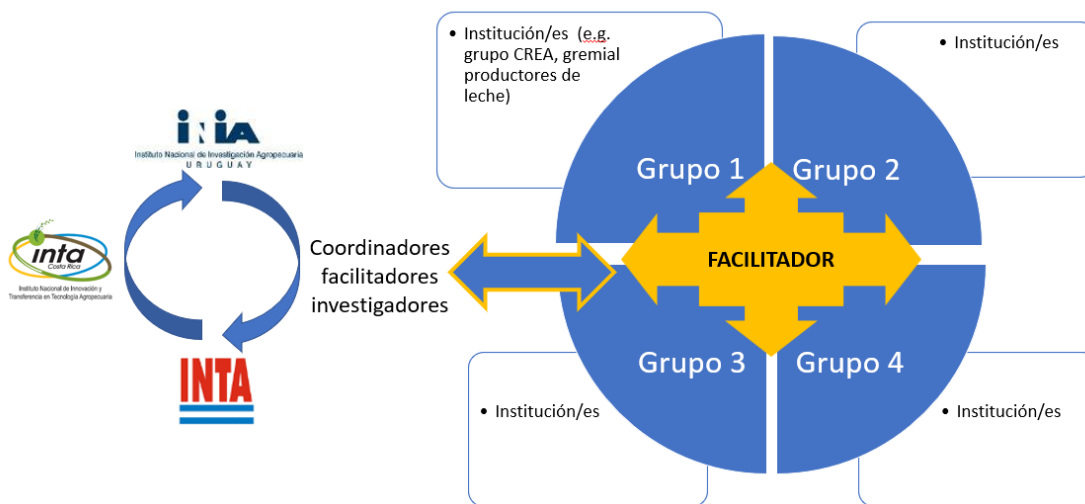 INIA
Instituto Nacional de Investigación Agropecuaria
URUGUAY
inta
Costa Rica
Instituto Nacional de Innovación y
Transferencia en Tecnología Agropecuaria
INTA
Coordinadores
facilitadores
investigadores
• Institución/es (e.g.
grupo CREA, gremial
productores de
leche)
• Institución/es
Grupo 1
Grupo 2
FACILITADOR
Grupo 3
Grupo 4
• Institución/es
• Institución/es